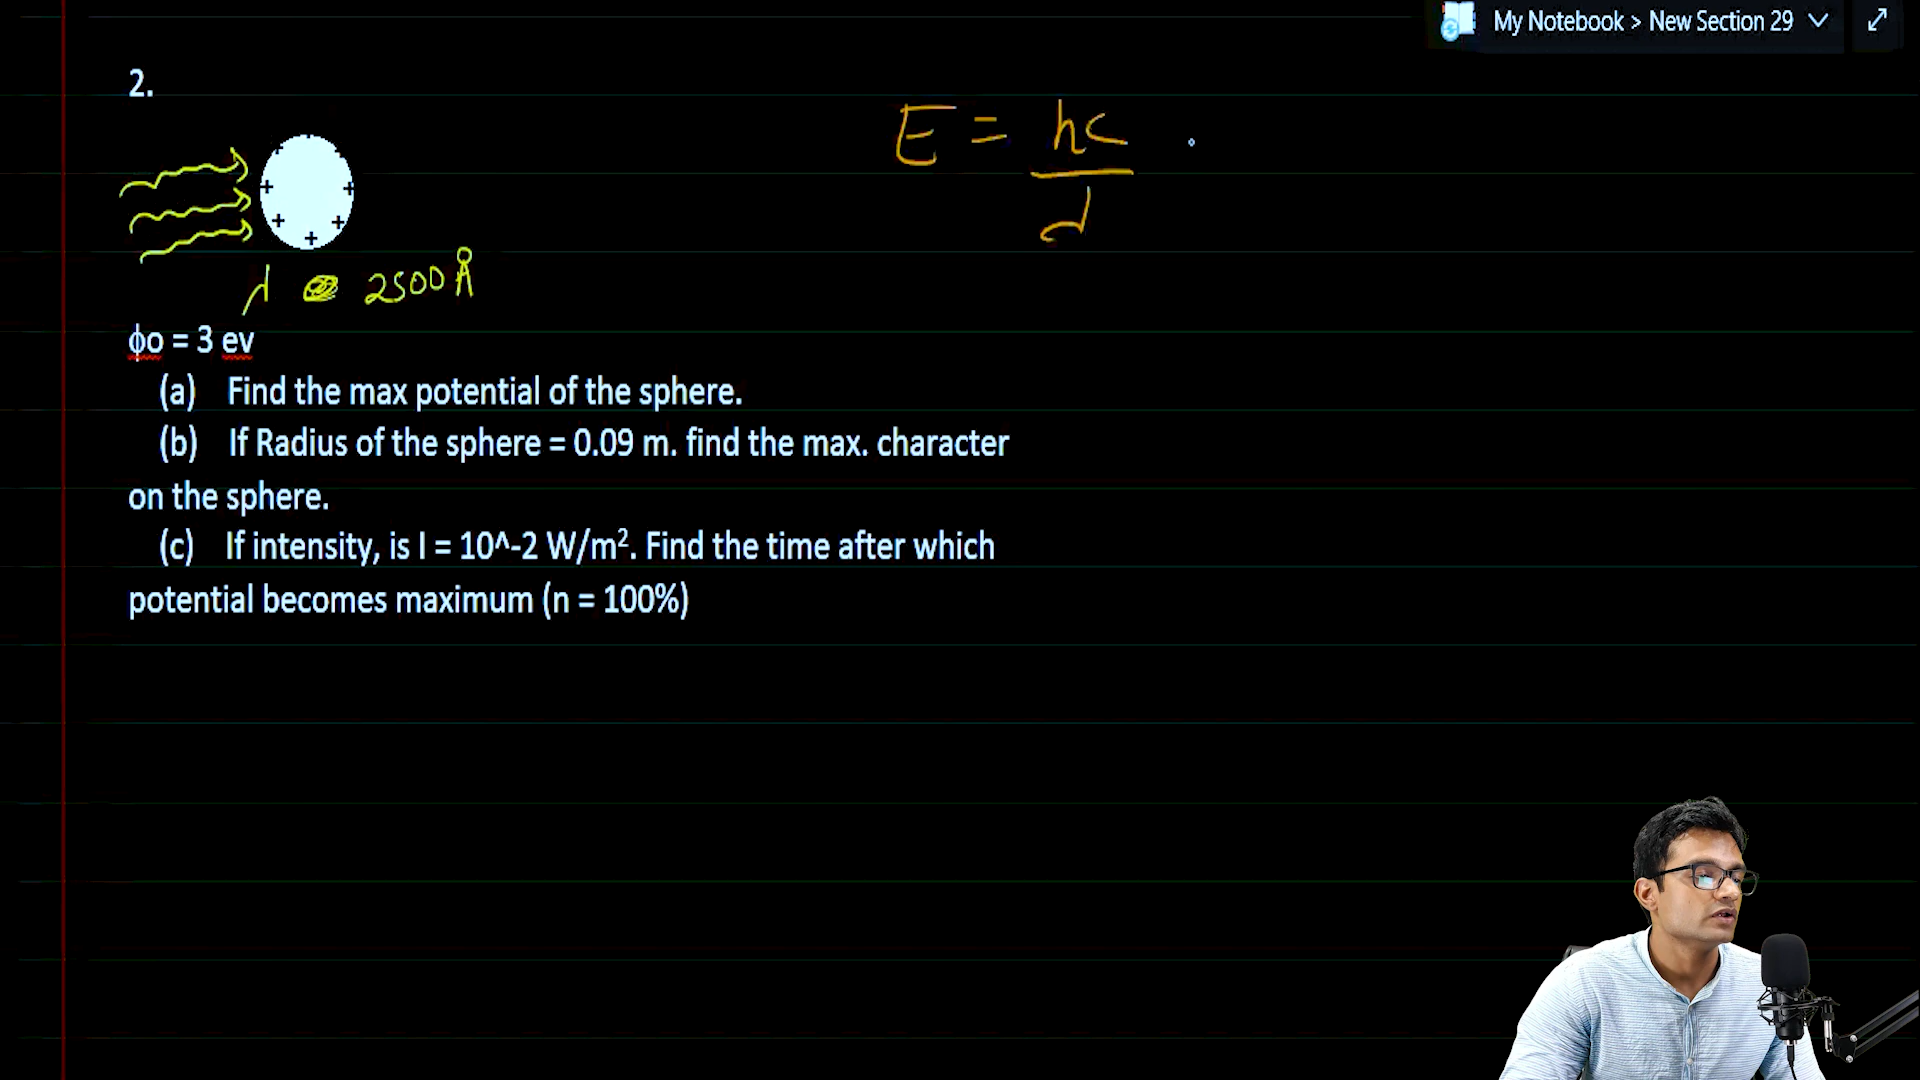 My Notebook > New Section 29
2.
E = hc
λ
λ 2500 Å
ϕo = 3 ev
(a) Find the max potential of the sphere.
(b) If Radius of the sphere = 0.09 m. find the max. character
on the sphere.
(c) If intensity, is I = 10^-2 W/m². Find the time after which
potential becomes maximum (n = 100%)